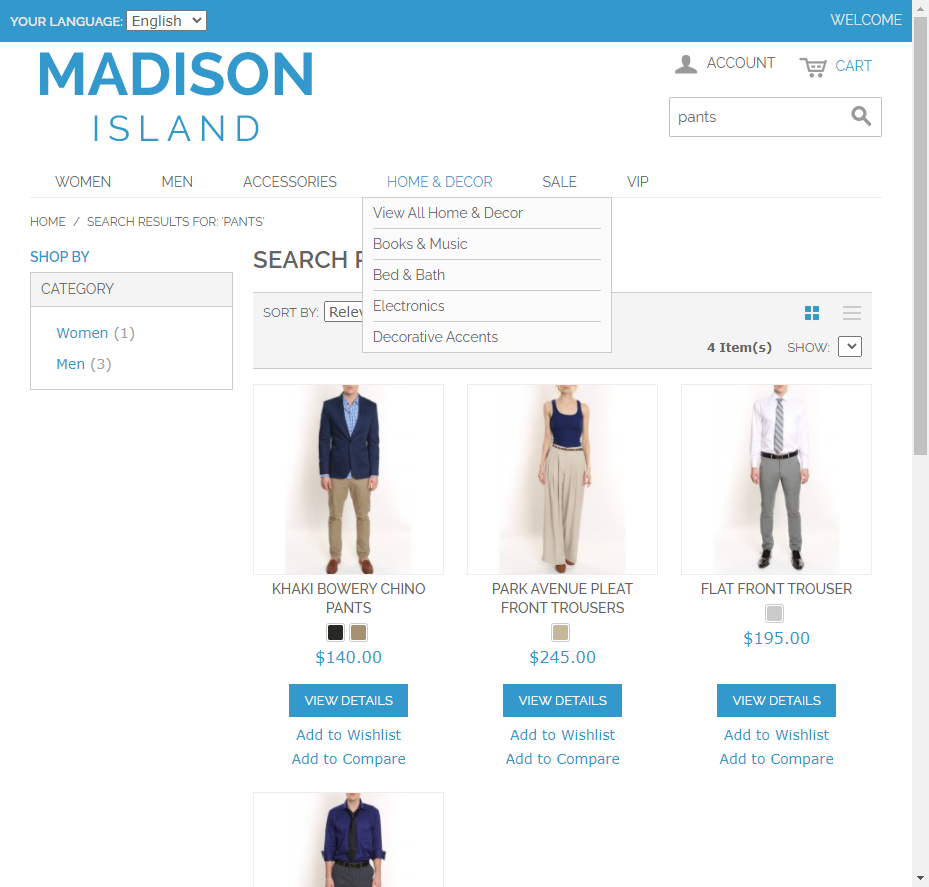 YOUR LANGUAGE: English
WELCOME
MADISON
ISLAND
ACCOUNT
CART
pants
WOMEN MEN ACCESSORIES HOME & DECOR SALE VIP
View All Home & Decor
Books & Music
Bed & Bath
Electronics
Decorative Accents
HOME / SEARCH RESULTS FOR: 'PANTS'
SHOP BY
CATEGORY
Women (1)
Men (3)
SEARCH
SORT BY:
4 Item(s) SHOW:
KHAKI BOWERY CHINO
PANTS
$140.00
VIEW DETAILS
Add to Wishlist
Add to Compare
PARK AVENUE PLEAT
FRONT TROUSERS
$245.00
VIEW DETAILS
Add to Wishlist
Add to Compare
FLAT FRONT TROUSER
$195.00
VIEW DETAILS
Add to Wishlist
Add to Compare